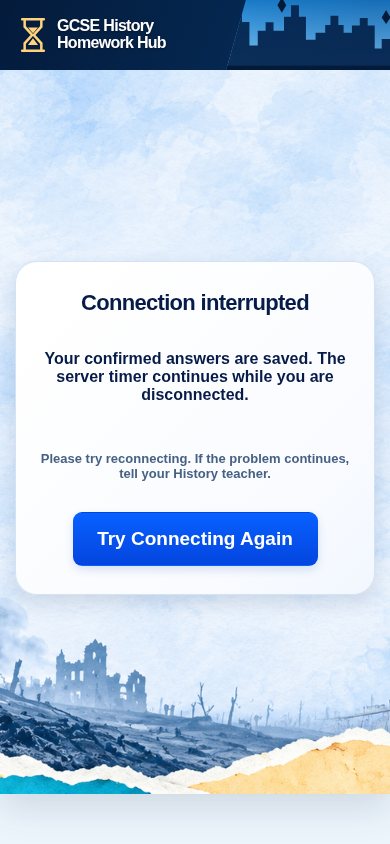 GCSE History
Homework Hub
Connection interrupted
Your confirmed answers are saved. The
server timer continues while you are
disconnected.
Please try reconnecting. If the problem continues,
tell your History teacher.
Try Connecting Again